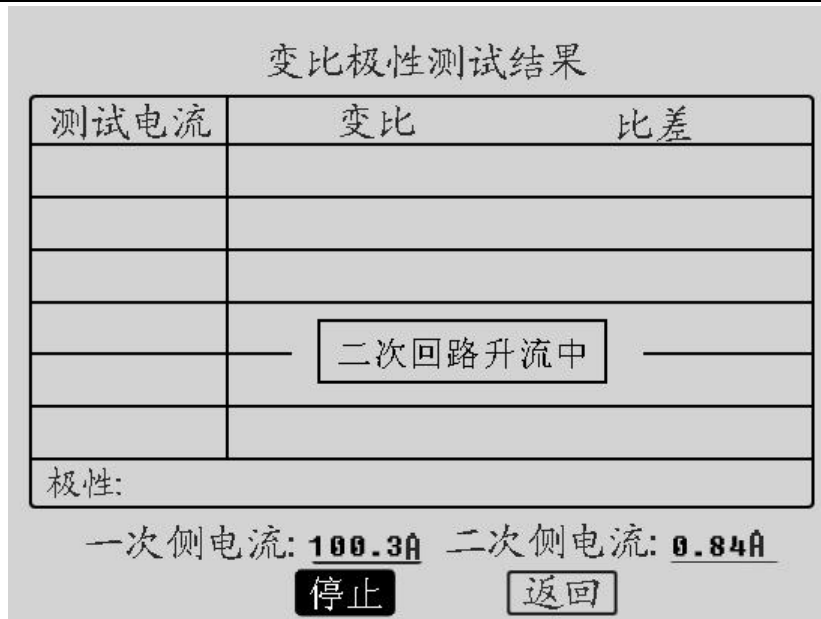 变比极性测试结果
测试电流 变比 比差
二次回路升流中
极性:
一次侧电流: 100.3A 二次侧电流: 0.84A
停止 返回